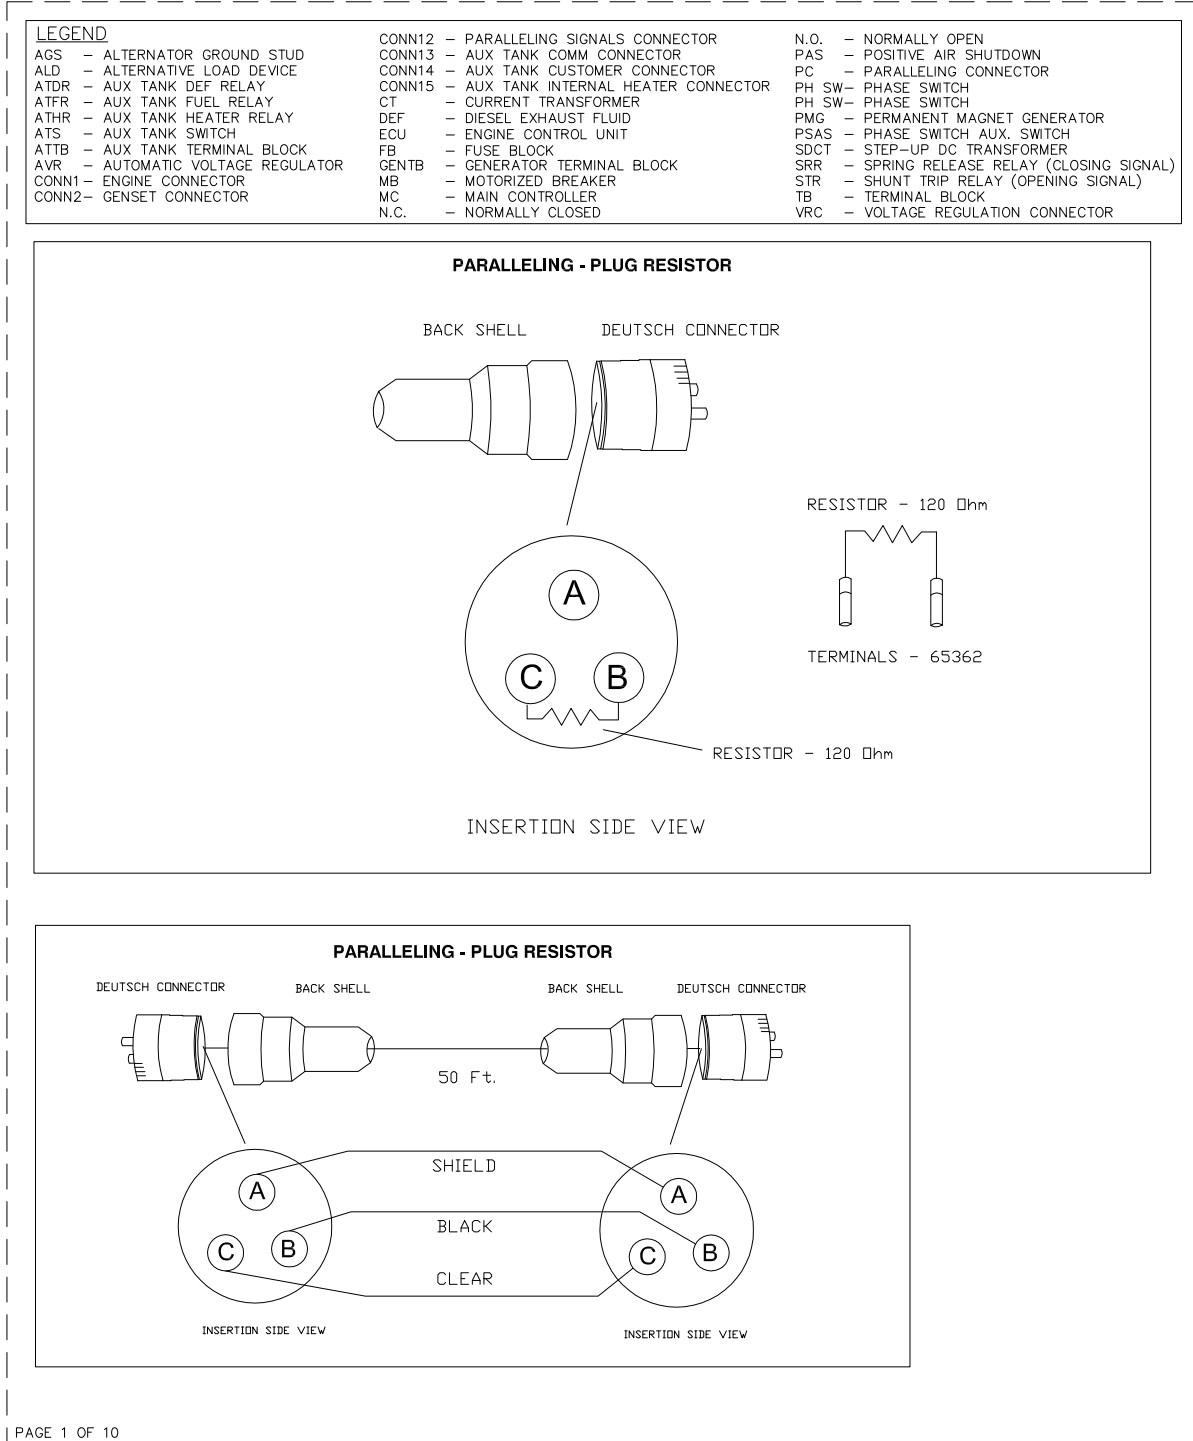 LEGEND
AGS – ALTERNATOR GROUND STUD
ALD – ALTERNATIVE LOAD DEVICE
ATDR – AUX TANK DEF RELAY
ATFR – AUX TANK FUEL RELAY
ATHR – AUX TANK HEATER RELAY
ATS – AUX TANK SWITCH
ATTB – AUX TANK TERMINAL BLOCK
AVR – AUTOMATIC VOLTAGE REGULATOR
CONN1– ENGINE CONNECTOR
CONN2– GENSET CONNECTOR
CONN12 – PARALLELING SIGNALS CONNECTOR
CONN13 – AUX TANK COMM CONNECTOR
CONN14 – AUX TANK CUSTOMER CONNECTOR
CONN15 – AUX TANK INTERNAL HEATER CONNECTOR
CT – CURRENT TRANSFORMER
DEF – DIESEL EXHAUST FLUID
ECU – ENGINE CONTROL UNIT
FB – FUSE BLOCK
GENTB – GENERATOR TERMINAL BLOCK
MB – MOTORIZED BREAKER
MC – MAIN CONTROLLER
N.C. – NORMALLY CLOSED
N.O. – NORMALLY OPEN
PAS – POSITIVE AIR SHUTDOWN
PC – PARALLELING CONNECTOR
PH SW– PHASE SWITCH
PH SW– PHASE SWITCH
PMG – PERMANENT MAGNET GENERATOR
PSAS – PHASE SWITCH AUX. SWITCH
SDCT – STEP–UP DC TRANSFORMER
SRR – SPRING RELEASE RELAY (CLOSING SIGNAL)
STR – SHUNT TRIP RELAY (OPENING SIGNAL)
TB – TERMINAL BLOCK
VRC – VOLTAGE REGULATION CONNECTOR
PARALLELING - PLUG RESISTOR
BACK SHELL
DEUTSCH CONNECTOR
RESISTOR – 120 Ohm
A
C
B
TERMINALS – 65362
RESISTOR – 120 Ohm
INSERTION SIDE VIEW
PARALLELING - PLUG RESISTOR
DEUTSCH CONNECTOR
BACK SHELL
BACK SHELL
DEUTSCH CONNECTOR
50 Ft.
SHIELD
A
A
BLACK
C
B
C
B
CLEAR
INSERTION SIDE VIEW
INSERTION SIDE VIEW
PAGE 1 OF 10